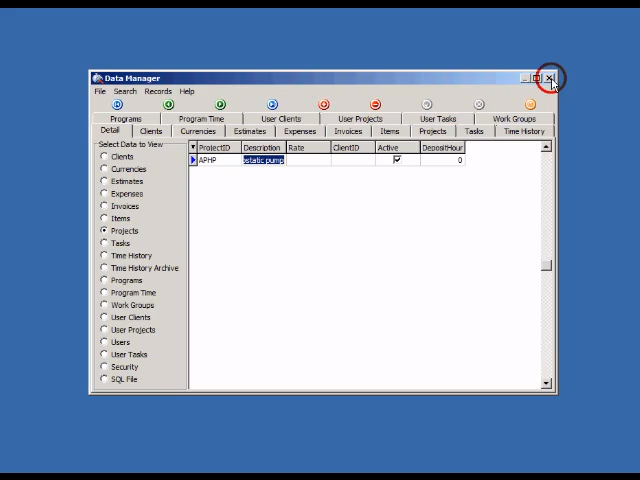 Data Manager
File Search Records Help
Programs Program Time User Clients User Projects User Tasks Work Groups
Detail Clients Currencies Estimates Expenses Invoices Items Projects Tasks Time History
Select Data to View
Clients
Currencies
Estimates
Expenses
Invoices
Items
Projects
Tasks
Time History
Time History Archive
Programs
Program Time
Work Groups
User Clients
User Projects
Users
User Tasks
Security
SQL File
ProjectID Description Rate ClientID Active DepositHour
APHP ostatic pump 0